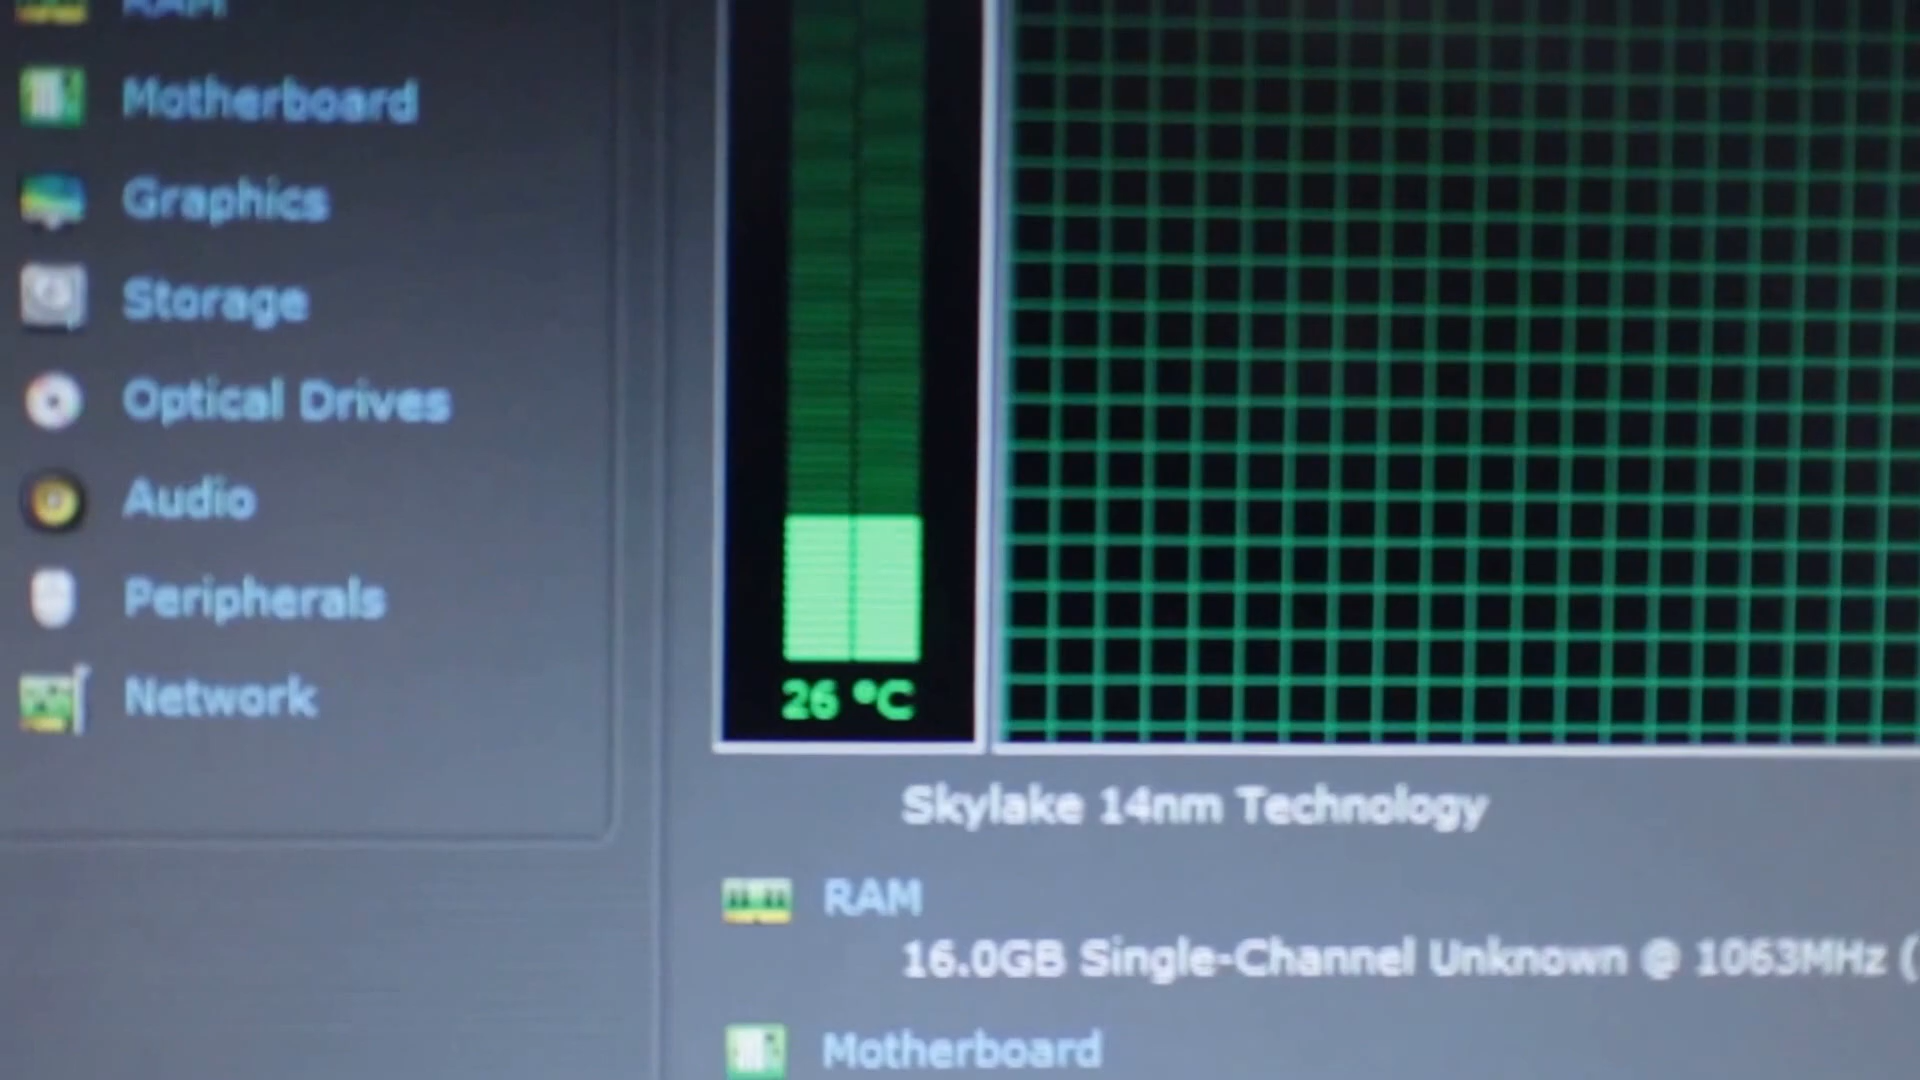 RAM
Motherboard
Graphics
Storage
Optical Drives
Audio
Peripherals
Network
26 °C
Skylake 14nm Technology
RAM
16.0GB Single-Channel Unknown @ 1063MHz (
Motherboard